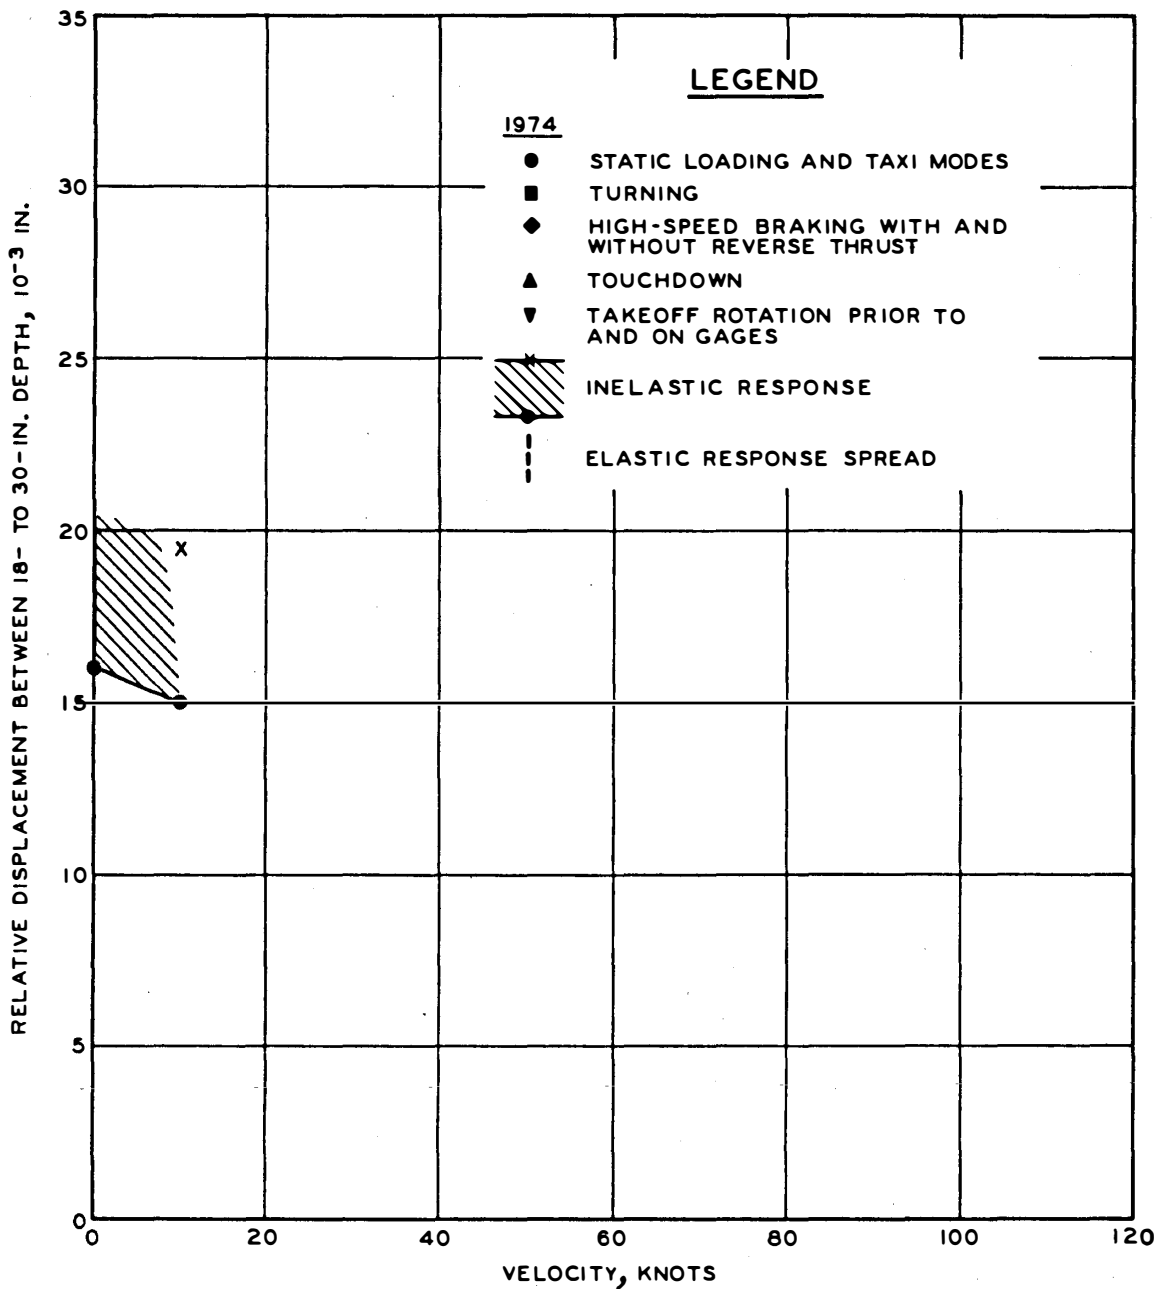 35
30
25
20
15
10
5
0
RELATIVE DISPLACEMENT BETWEEN 18- TO 30-IN. DEPTH, 10-3 IN.
LEGEND
1974
STATIC LOADING AND TAXI MODES
TURNING
HIGH-SPEED BRAKING WITH AND
WITHOUT REVERSE THRUST
TOUCHDOWN
TAKEOFF ROTATION PRIOR TO
AND ON GAGES
INELASTIC RESPONSE
ELASTIC RESPONSE SPREAD
X
0 20 40 60 80 100 120
VELOCITY, KNOTS